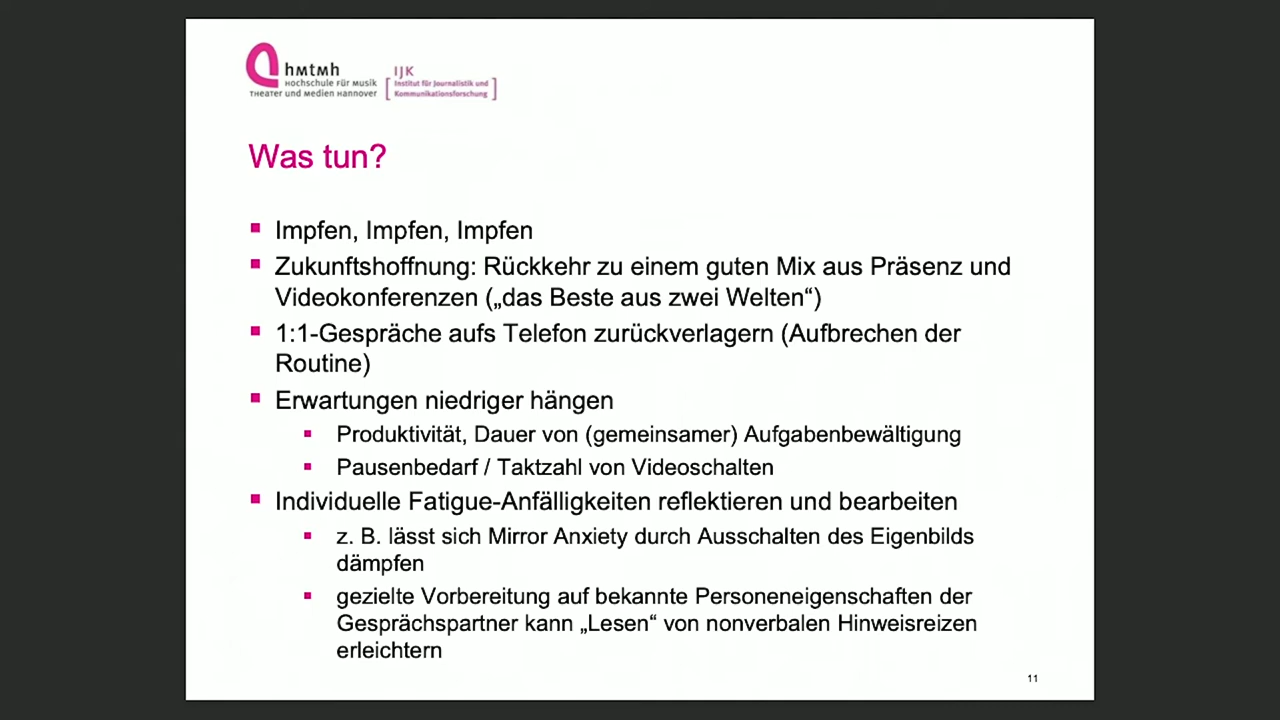 hmtmh
Hochschule für Musik
Theater und Medien Hannover
IJK
Institut für Journalistik und
Kommunikationsforschung
Was tun?
Impfen, Impfen, Impfen
Zukunftshoffnung: Rückkehr zu einem guten Mix aus Präsenz und
Videokonferenzen („das Beste aus zwei Welten“)
1:1-Gespräche aufs Telefon zurückverlagern (Aufbrechen der
Routine)
Erwartungen niedriger hängen
Produktivität, Dauer von (gemeinsamer) Aufgabenbewältigung
Pausenbedarf / Taktzahl von Videoschalten
Individuelle Fatigue-Anfälligkeiten reflektieren und bearbeiten
z. B. lässt sich Mirror Anxiety durch Ausschalten des Eigenbilds
dämpfen
gezielte Vorbereitung auf bekannte Personeneigenschaften der
Gesprächspartner kann „Lesen“ von nonverbalen Hinweisreizen
erleichtern
11